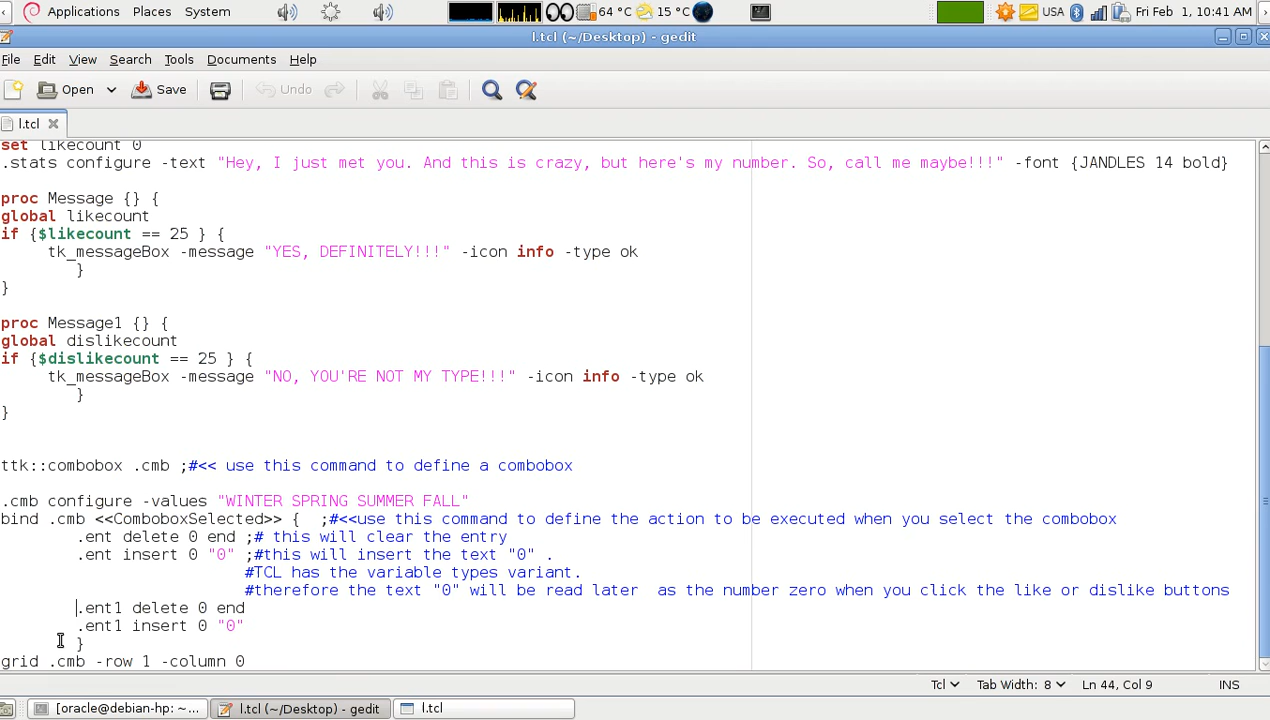 Applications Places System 64 °C 15 °C USA Fri Feb 1, 10:41 AM
l.tcl (~/Desktop) - gedit
File Edit View Search Tools Documents Help
Open Save Undo
l.tcl
set likecount 0
.stats configure -text "Hey, I just met you. And this is crazy, but here's my number. So, call me maybe!!!" -font {JANDLES 14 bold}
proc Message {} {
global likecount
if {$likecount == 25 } {
tk_messageBox -message "YES, DEFINITELY!!!" -icon info -type ok
}
}
proc Message1 {} {
global dislikecount
if {$dislikecount == 25 } {
tk_messageBox -message "NO, YOU'RE NOT MY TYPE!!!" -icon info -type ok
}
}
ttk::combobox .cmb ;#<< use this command to define a combobox
.cmb configure -values "WINTER SPRING SUMMER FALL"
bind .cmb <<ComboboxSelected>> { ;#<<use this command to define the action to be executed when you select the combobox
.ent delete 0 end ;# this will clear the entry
.ent insert 0 "0" ;#this will insert the text "0" .
#TCL has the variable types variant.
#therefore the text "0" will be read later as the number zero when you click the like or dislike buttons
.ent1 delete 0 end
.ent1 insert 0 "0"
}
grid .cmb -row 1 -column 0
Tcl Tab Width: 8 Ln 44, Col 9 INS
[oracle@debian-hp: ~... l.tcl (~/Desktop) - gedit l.tcl